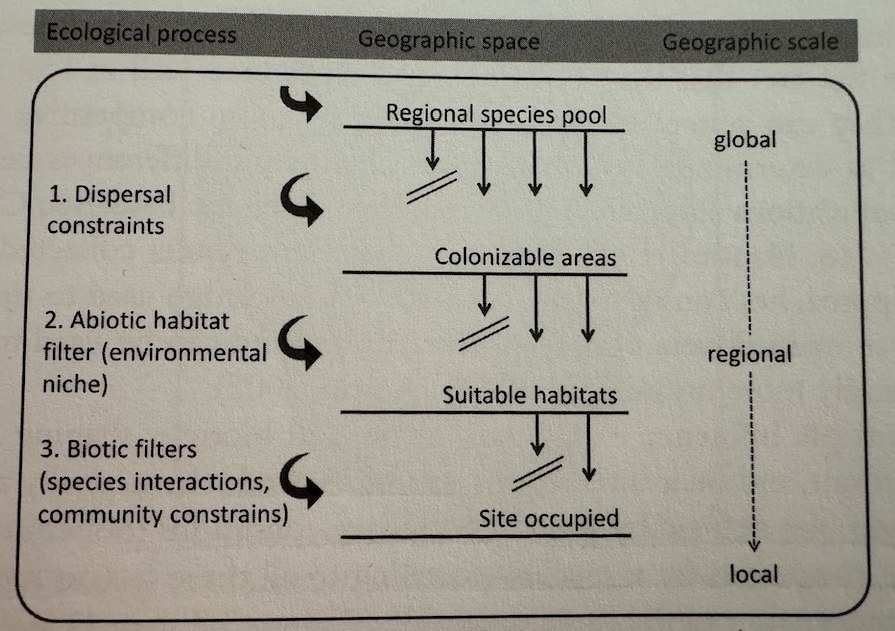 Ecological process
Geographic space
Geographic scale
Regional species pool
global
1. Dispersal
constraints
Colonizable areas
2. Abiotic habitat
filter (environmental
niche)
regional
Suitable habitats
3. Biotic filters
(species interactions,
community constrains)
Site occupied
local